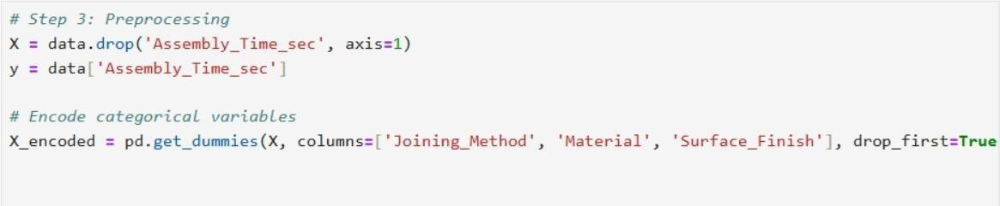 # Step 3: Preprocessing
X = data.drop('Assembly_Time_sec', axis=1)
y = data['Assembly_Time_sec']
# Encode categorical variables
X_encoded = pd.get_dummies(X, columns=['Joining_Method', 'Material', 'Surface_Finish'], drop_first=True